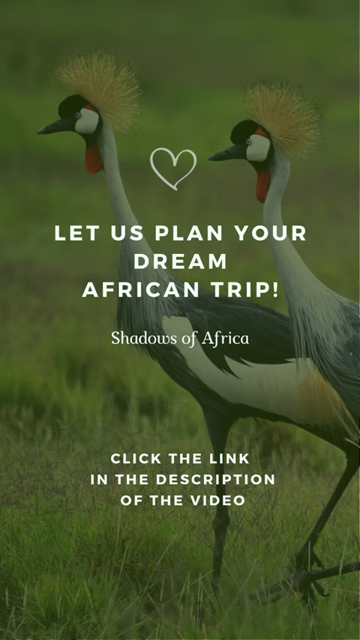 LET US PLAN YOUR
DREAM
AFRICAN TRIP!
Shadows of Africa
CLICK THE LINK
IN THE DESCRIPTION
OF THE VIDEO